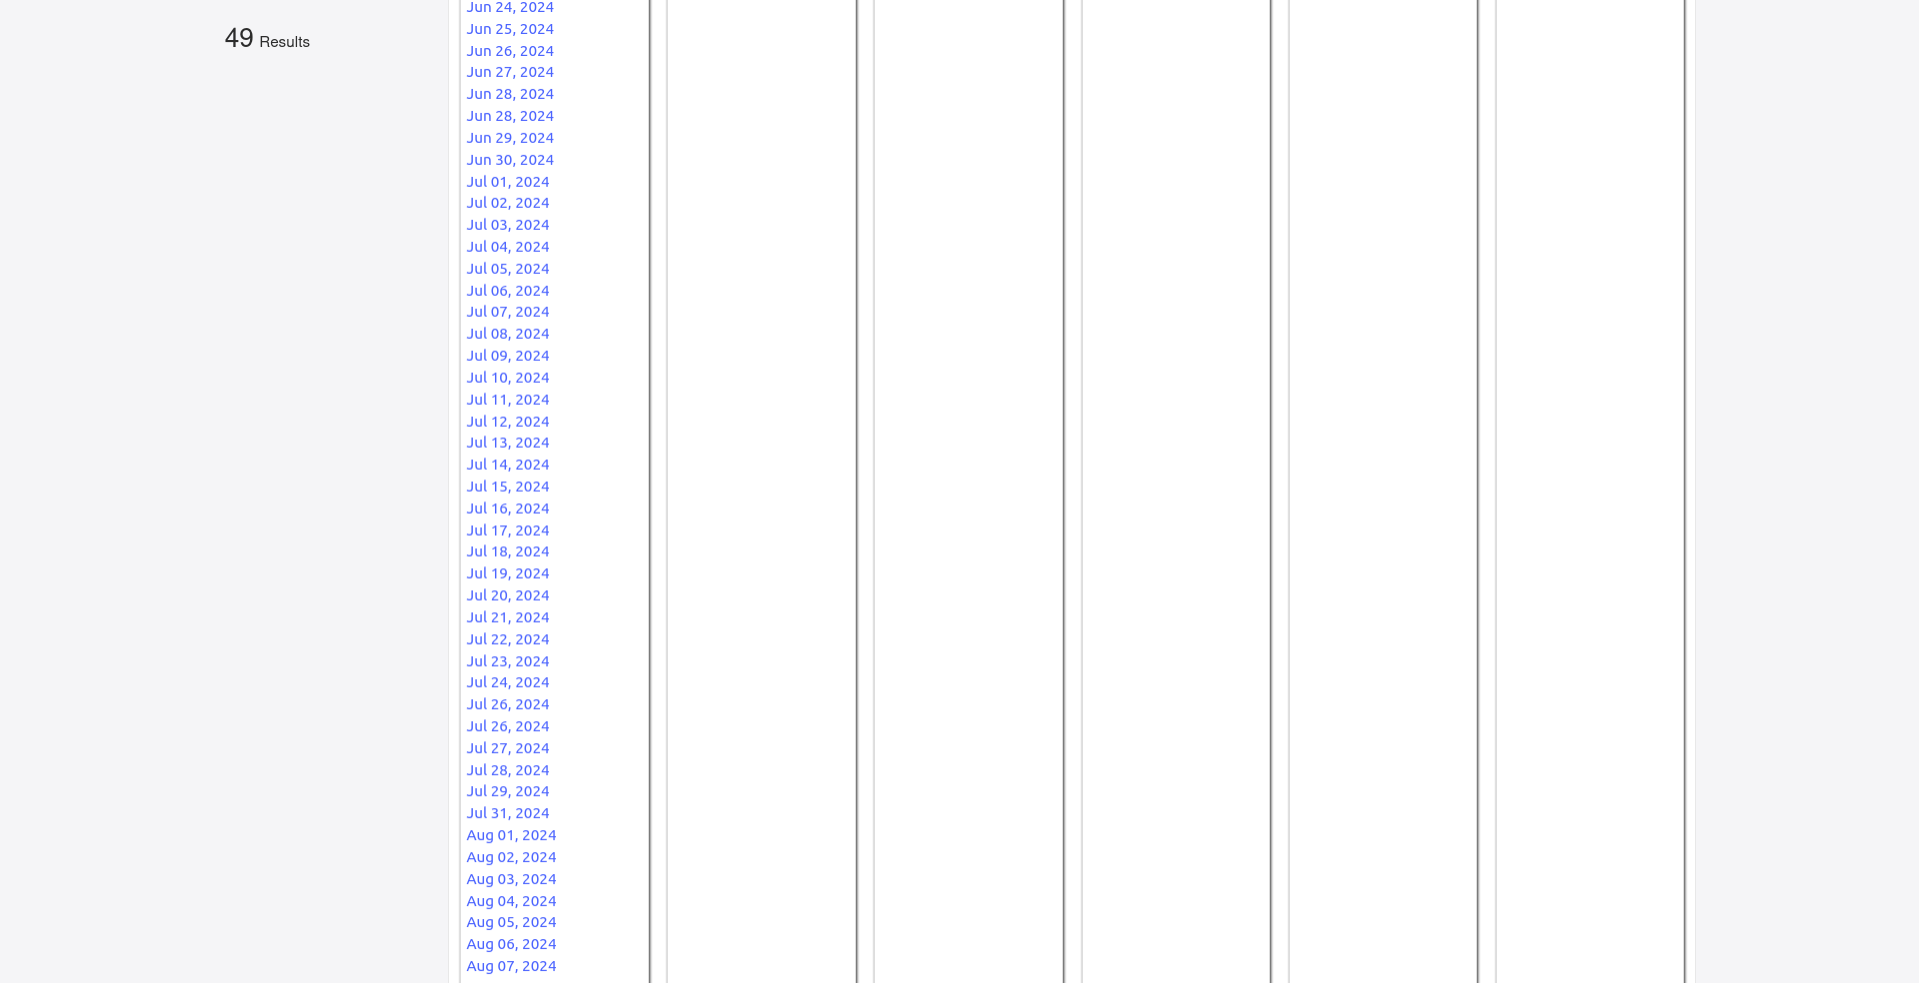 49 Results
Jun 24, 2024
Jun 25, 2024
Jun 26, 2024
Jun 27, 2024
Jun 28, 2024
Jun 28, 2024
Jun 29, 2024
Jun 30, 2024
Jul 01, 2024
Jul 02, 2024
Jul 03, 2024
Jul 04, 2024
Jul 05, 2024
Jul 06, 2024
Jul 07, 2024
Jul 08, 2024
Jul 09, 2024
Jul 10, 2024
Jul 11, 2024
Jul 12, 2024
Jul 13, 2024
Jul 14, 2024
Jul 15, 2024
Jul 16, 2024
Jul 17, 2024
Jul 18, 2024
Jul 19, 2024
Jul 20, 2024
Jul 21, 2024
Jul 22, 2024
Jul 23, 2024
Jul 24, 2024
Jul 26, 2024
Jul 26, 2024
Jul 27, 2024
Jul 28, 2024
Jul 29, 2024
Jul 31, 2024
Aug 01, 2024
Aug 02, 2024
Aug 03, 2024
Aug 04, 2024
Aug 05, 2024
Aug 06, 2024
Aug 07, 2024